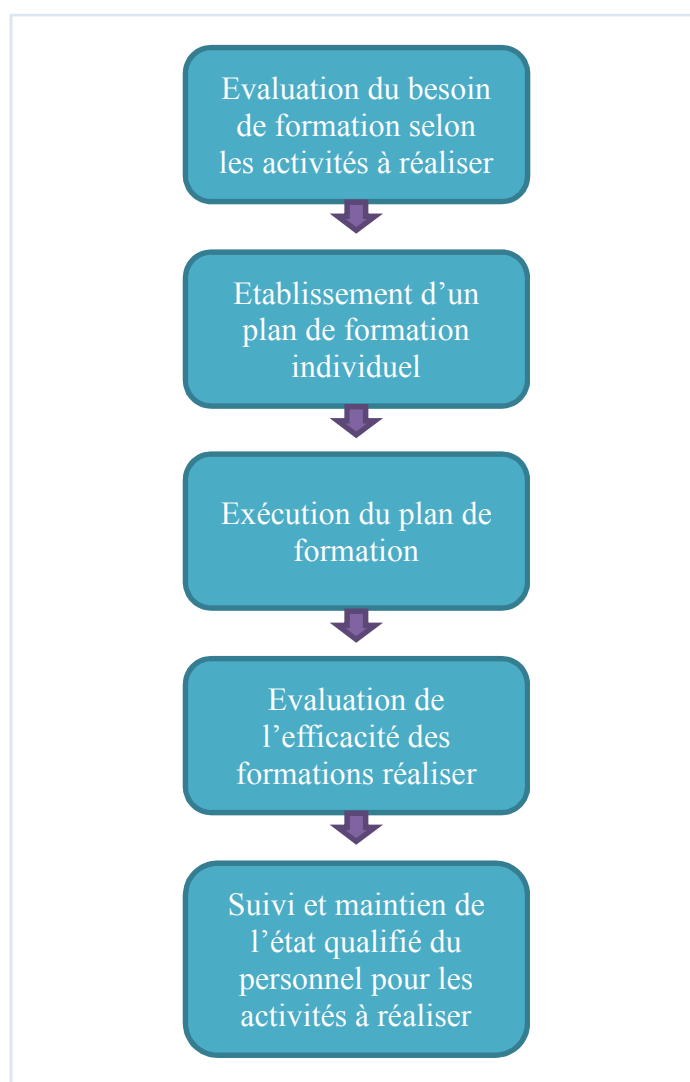 Evaluation du besoin
de formation selon
les activités à réaliser
Etablissement d’un
plan de formation
individuel
Exécution du plan de
formation
Evaluation de
l’efficacité des
formations réaliser
Suivi et maintien de
l’état qualifié du
personnel pour les
activités à réaliser